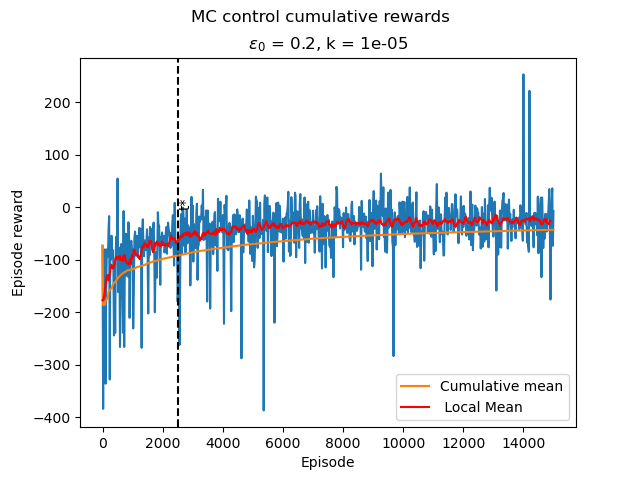 MC control cumulative rewards
ε₀ = 0.2, k = 1e-05
Episode reward
200
100
0
−100
−200
−300
−400
0
2000
4000
6000
8000
10000
12000
14000
Episode
Cumulative mean
Local Mean